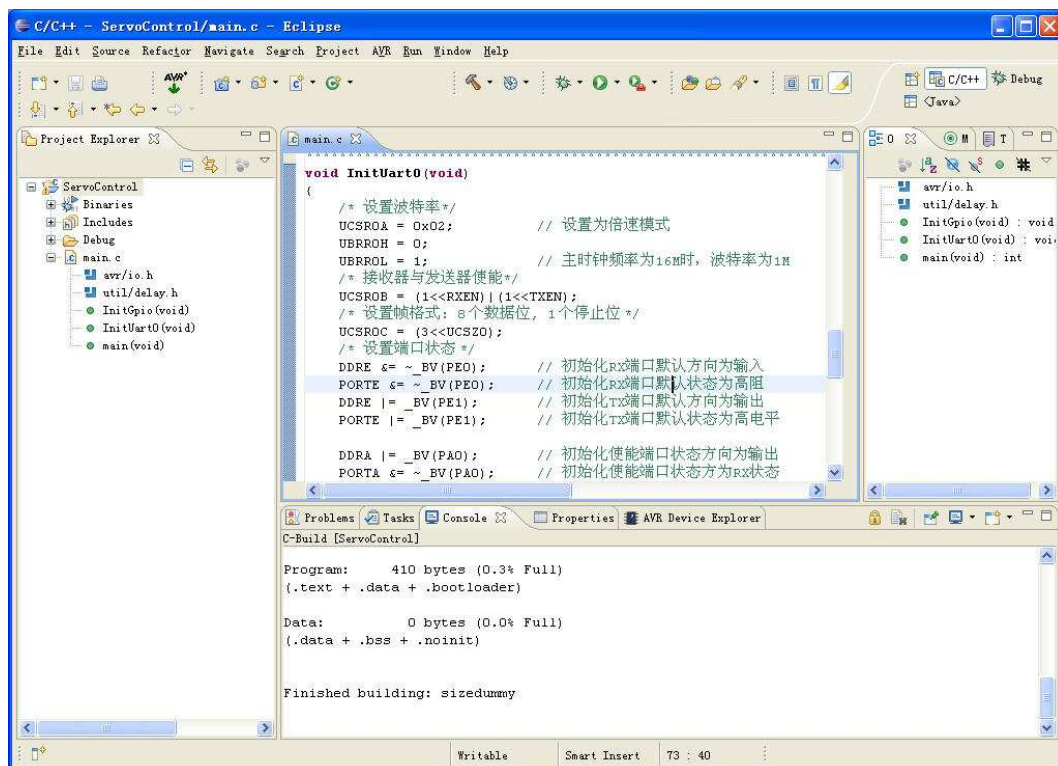 C/C++ - ServoControl/main.c - Eclipse
File Edit Source Refactor Navigate Search Project AVR Run Window Help
AVR
C/C++ Debug
<Java>
Project Explorer
ServoControl
Binaries
Includes
Debug
main.c
avr/io.h
util/delay.h
InitGpio(void)
InitUart0(void)
main(void)
main.c
void InitUart0(void)
{
/* 设置波特率*/
UCSR0A = 0x02; // 设置为倍速模式
UBRR0H = 0;
UBRR0L = 1; // 主时钟频率为16M时，波特率为1M
/* 接收器与发送器使能*/
UCSR0B = (1<<RXEN)|(1<<TXEN);
/* 设置帧格式: 8个数据位, 1个停止位 */
UCSR0C = (3<<UCSZ0);
/* 设置端口状态 */
DDRE &= ~_BV(PE0); // 初始化RX端口默认方向为输入
PORTE &= ~_BV(PE0); // 初始化RX端口默认状态为高阻
DDRE |= _BV(PE1); // 初始化TX端口默认方向为输出
PORTE |= _BV(PE1); // 初始化TX端口默认状态为高电平
DDRA |= _BV(PA0); // 初始化使能端口状态方向为输出
PORTA &= ~_BV(PA0); // 初始化使能端口状态方为RX状态
O M T
avr/io.h
util/delay.h
InitGpio(void) : void
InitUart0(void) : voi
main(void) : int
Problems Tasks Console Properties AVR Device Explorer
C-Build [ServoControl]
Program: 410 bytes (0.3% Full)
(.text + .data + .bootloader)
Data: 0 bytes (0.0% Full)
(.data + .bss + .noinit)
Finished building: sizedummy
Writable Smart Insert 73 : 40